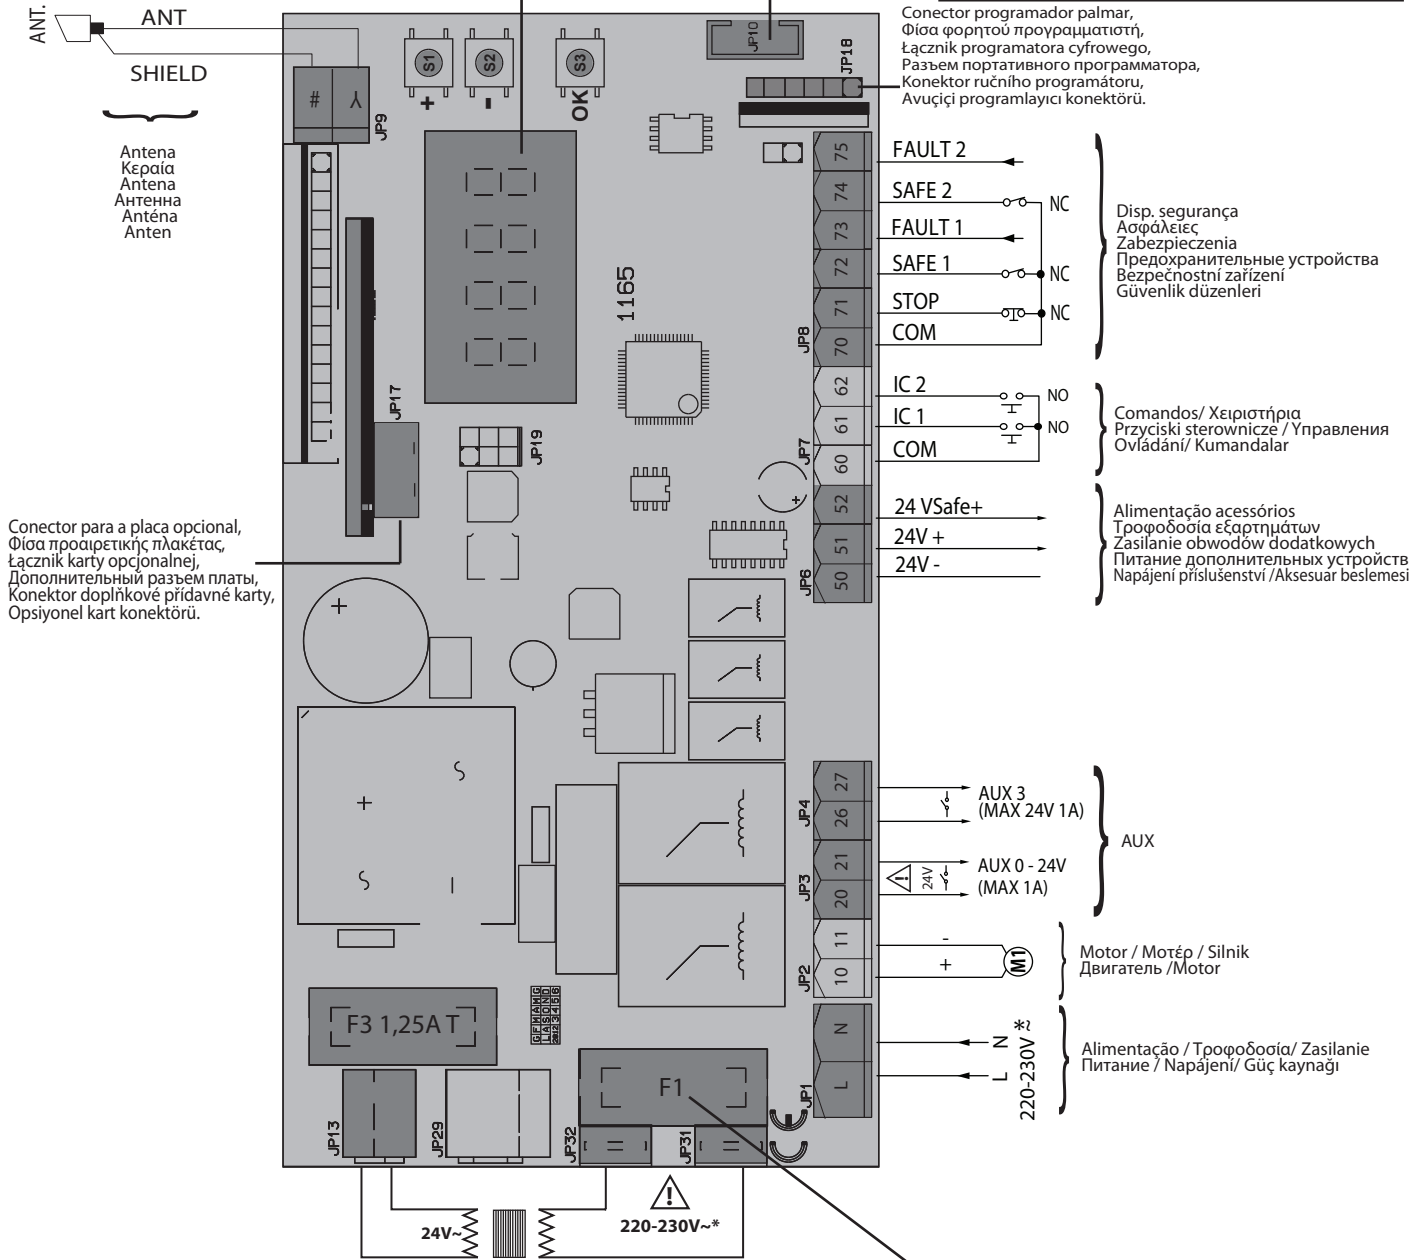 ANT.
ANT
SHIELD
Antena
Κεραία
Antena
Антенна
Anténa
Anten
# Y
JP9
S1
S2
S3
+
-
OK
JP10
JP18
Conector programador palmar,
Φίσα φορητού προγραμματιστή,
Łącznik programatora cyfrowego,
Разъем портативного программатора,
Konektor ručního programátoru,
Avuçiçi programlayıcı konektörü.
1165
75 FAULT 2
74 SAFE 2 NC
73 FAULT 1
72 SAFE 1 NC
71 STOP NC
70 COM
JP8
Disp. segurança
Ασφάλειες
Zabezpieczenia
Предохранительные устройства
Bezpečnostní zařízení
Güvenlik düzenleri
62 IC 2 NO
61 IC 1 NO
60 COM
JP7
Comandos/ Χειριστήρια
Przyciski sterownicze / Управления
Ovládání/ Kumandalar
52 24 VSafe+
51 24V +
50 24V -
JP6
Alimentação acessórios
Τροφοδοσία εξαρτημάτων
Zasilanie obwodów dodatkowych
Питание дополнительных устройств
Napájení příslušenství /Aksesuar beslemesi
JP17
JP19
Conector para a placa opcional,
Φίσα προαιρετικής πλακέτας,
Łącznik karty opcjonalnej,
Дополнительный разъем платы,
Konektor doplňkové přídavné karty,
Opsiyonel kart konektörü.
27
26
JP4
AUX 3
(MAX 24V 1A)
21
20
JP3
24V
AUX 0 - 24V
(MAX 1A)
AUX
11 -
10 +
JP2
M1
Motor / Μοτέρ / Silnik
Двигатель /Motor
N N
L L
JP1
220-230V ~*
Alimentação / Τροφοδοσία/ Zasilanie
Питание / Napájení/ Güç kaynağı
F3 1,25A T
GFMAMG
LASOND
2012 3 4 5 6
F1
JP13
JP29
JP32
JP31
24V~
220-230V~*